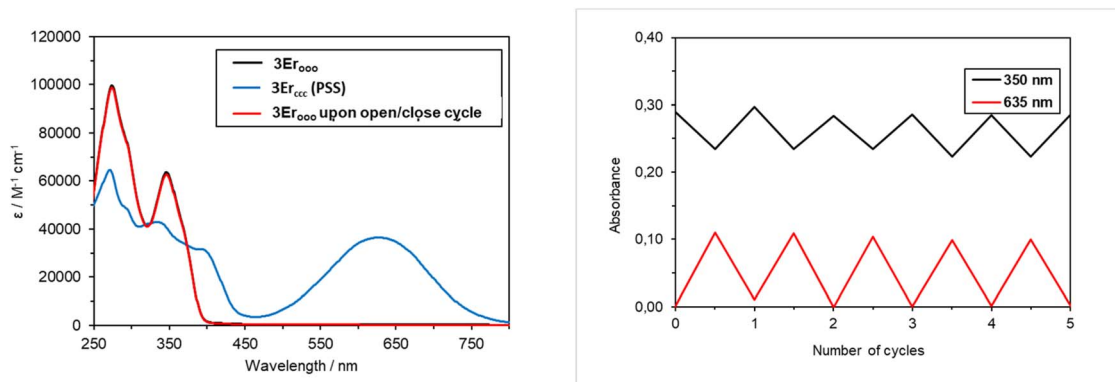 120000
100000
80000
60000
40000
20000
0
ε / M⁻¹ cm⁻¹
3Erₒₒₒ
3Er꜀꜀꜀ (PSS)
3Erₒₒₒ upon open/close cycle
250 350 450 550 650 750
Wavelength / nm
0,40
0,30
0,20
0,10
0,00
Absorbance
350 nm
635 nm
0 1 2 3 4 5
Number of cycles